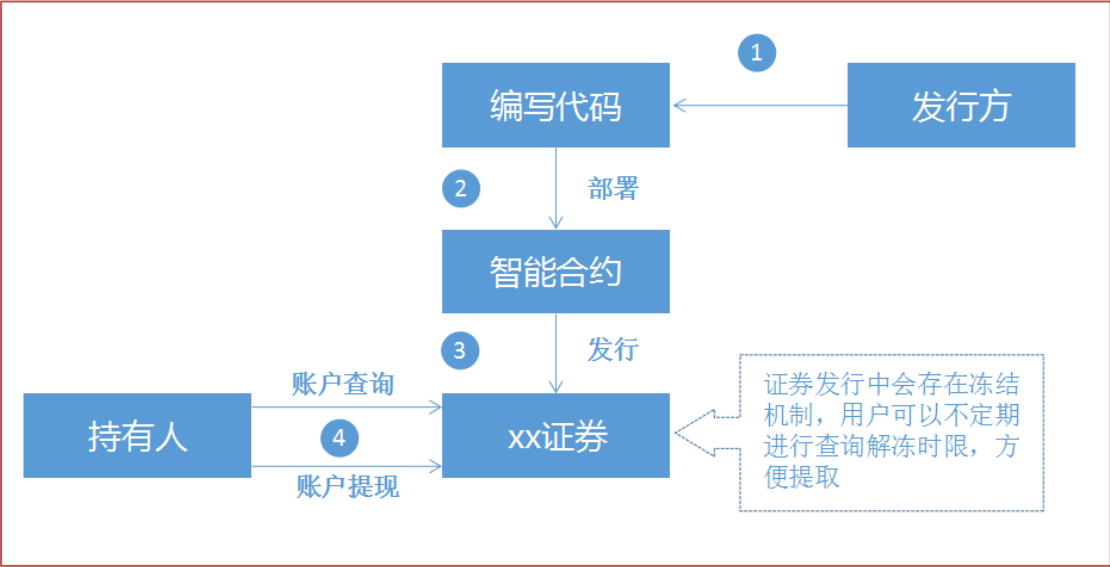 1
编写代码
发行方
2
部署
智能合约
3
发行
账户查询
持有人
4
xx证券
账户提现
证券发行中会存在冻结
机制，用户可以不定期
进行查询解冻时限，方
便提取